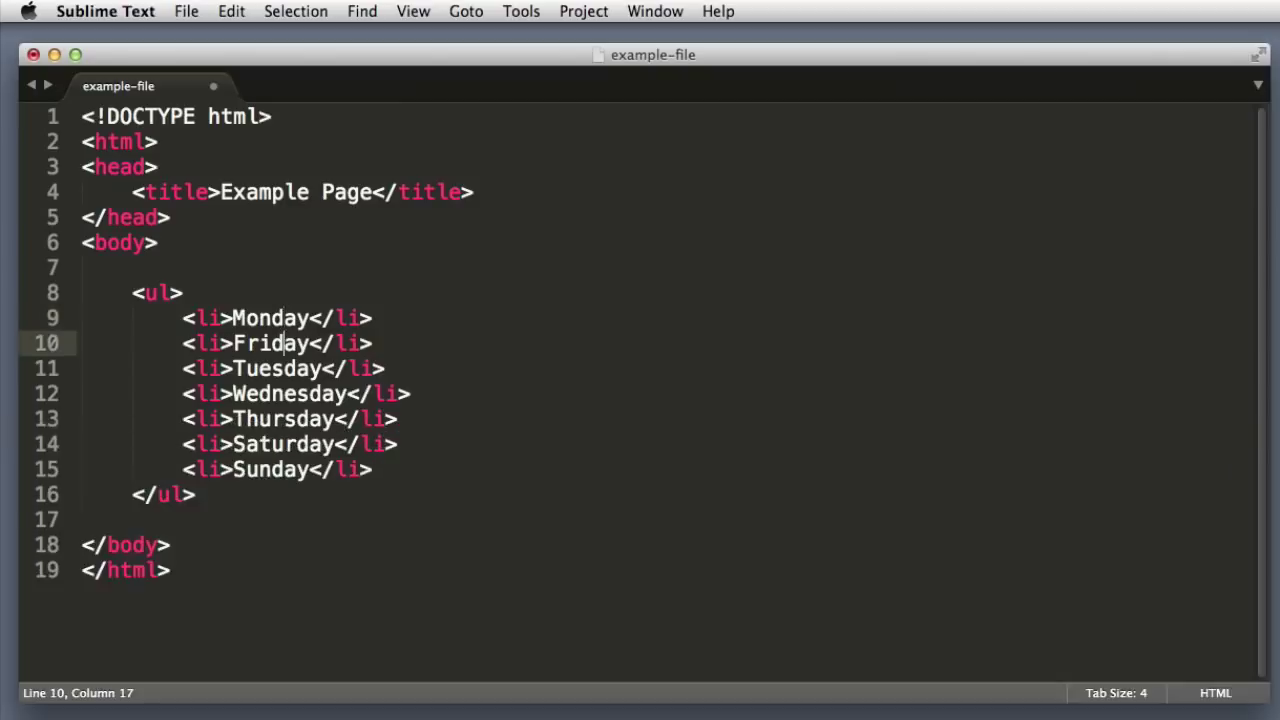 Sublime Text File Edit Selection Find View Goto Tools Project Window Help
example-file
example-file
1 <!DOCTYPE html>
2 <html>
3 <head>
4 <title>Example Page</title>
5 </head>
6 <body>
7
8 <ul>
9 <li>Monday</li>
10 <li>Friday</li>
11 <li>Tuesday</li>
12 <li>Wednesday</li>
13 <li>Thursday</li>
14 <li>Saturday</li>
15 <li>Sunday</li>
16 </ul>
17
18 </body>
19 </html>
Line 10, Column 17 Tab Size: 4 HTML